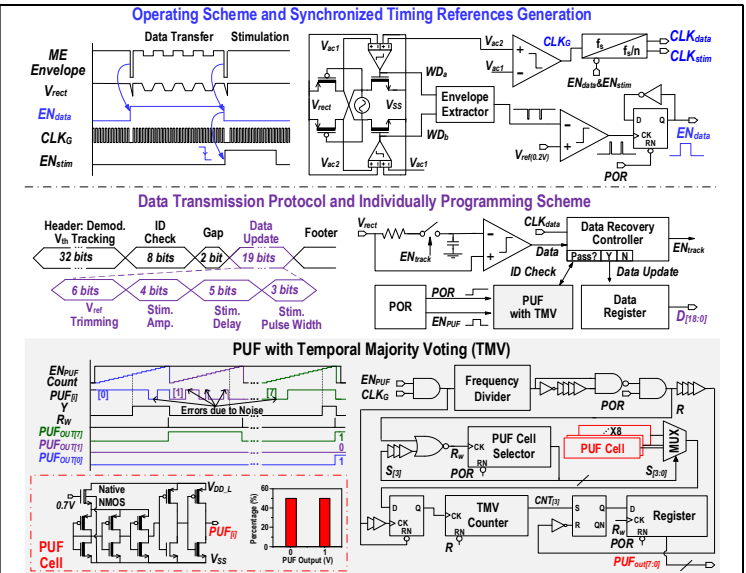 Operating Scheme and Synchronized Timing References Generation
Data Transfer Stimulation
ME Envelope
Vrect
ENdata
CLKG
ENstim
Vac1
Vac2
Vrect
VSS
Vac2
Vac1
WDa
WDb
Envelope Extractor
Vac2
Vac1
CLKG
fs
fs/n
CLKdata
CLKstim
ENdata&ENstim
Vref(0.2V)
D Q
CK
RN
POR
ENdata
Data Transmission Protocol and Individually Programming Scheme
Header: Demod. Vth Tracking
ID Check
Gap
Data Update
Footer
32 bits
8 bits
2 bit
19 bits
6 bits
4 bits
5 bits
3 bits
Vref Trimming
Stim. Amp.
Stim. Delay
Stim. Pulse Width
Vrect
ENtrack
CLKdata
Data
Data Recovery Controller
Pass? Y N
ENtrack
ID Check
Data Update
POR
POR
ENPUF
PUF with TMV
Data Register
D[18:0]
PUF with Temporal Majority Voting (TMV)
ENPUF
Count
PUF[i]
[0]
[1]
[7]
Errors due to Noise
Y
RW
PUFOUT[7]
PUFOUT[1]
PUFOUT[0]
1
0
1
Native NMOS
0.7V
VDD_L
VSS
PUF[i]
PUF Cell
Percentage (%)
60
40
20
0
0 1
PUF Output (V)
ENPUF
CLKG
Frequency Divider
POR
R
S[3]
RW
CK
RN
POR
PUF Cell Selector
X8
PUF Cell
MUX
S[3:0]
D Q
CK
RN
CK
TMV Counter
RN
R
CNT[3]
S Q
R QN
D
RW
CK
RN
POR
Register
PUFout[7:0]